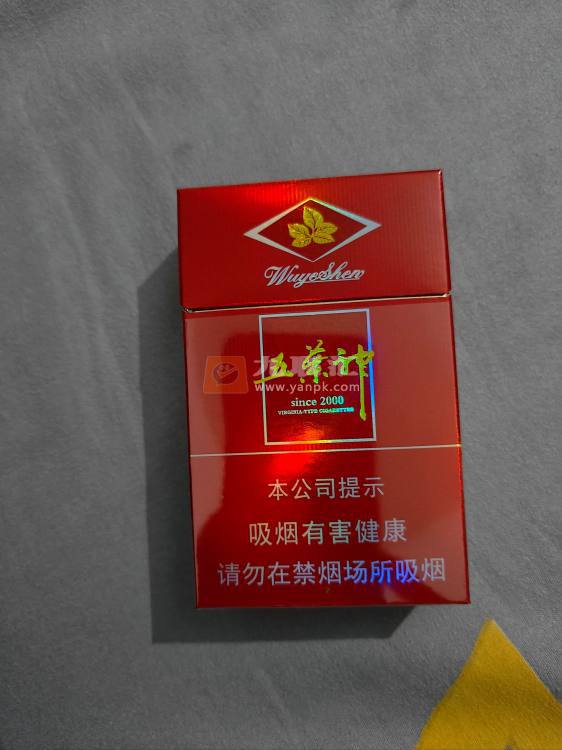 WuyeShen
五葉神
www.yanpk.com
since 2000
VIRGINIA-TYPE CIGARETTES
本公司提示
吸烟有害健康
请勿在禁烟场所吸烟